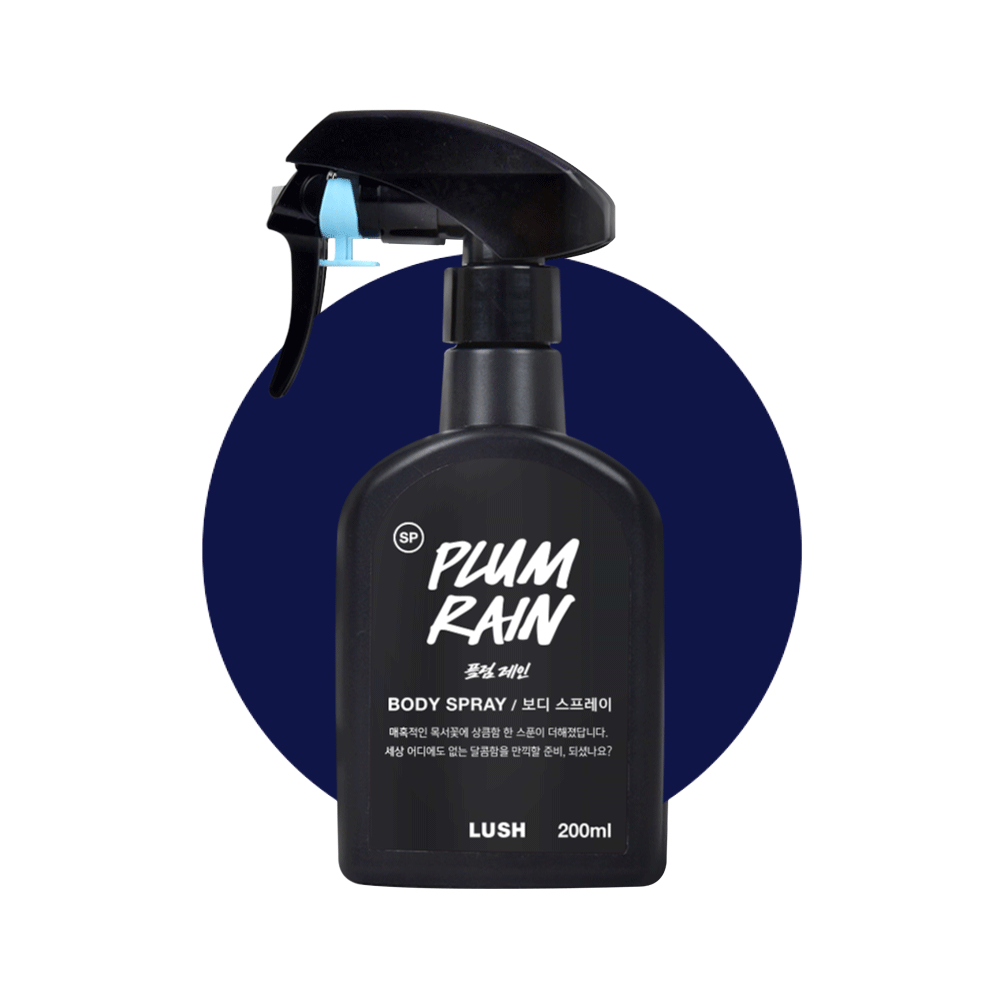 SP
PLUM
RAIN
플럼 레인
BODY SPRAY / 보디 스프레이
매혹적인 목서꽃에 상큼함 한 스푼이 더해졌답니다.
세상 어디에도 없는 달콤함을 만끽할 준비, 되셨나요?
LUSH 200ml